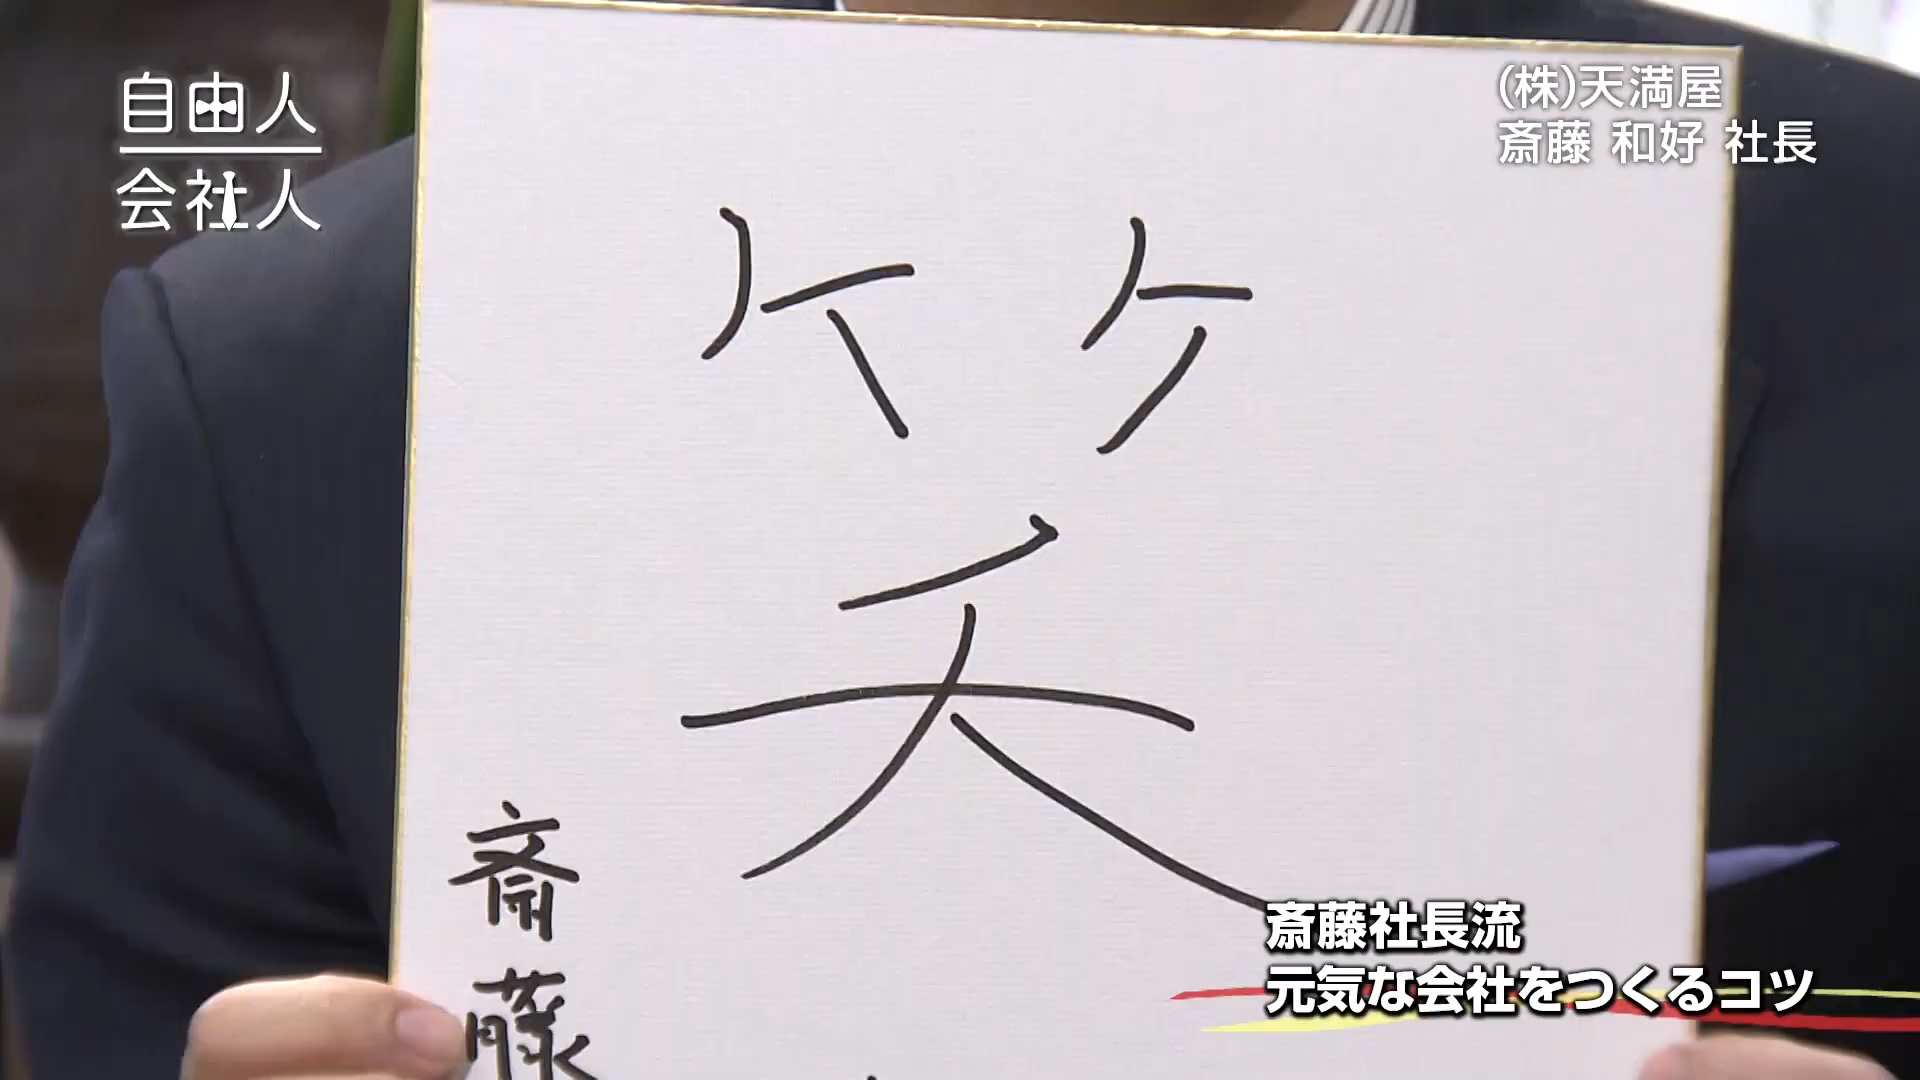 自由人
会社人
(株)天満屋
斎藤 和好 社長
笑
斎藤
斎藤社長流
元気な会社をつくるコツ